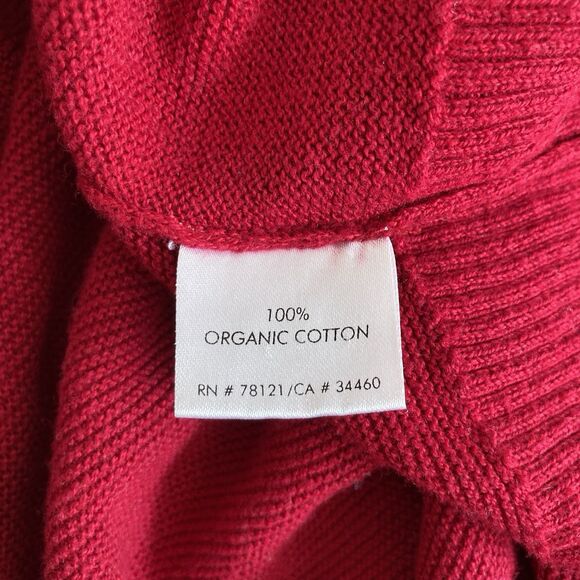 100%
ORGANIC COTTON
RN # 78121/CA # 34460